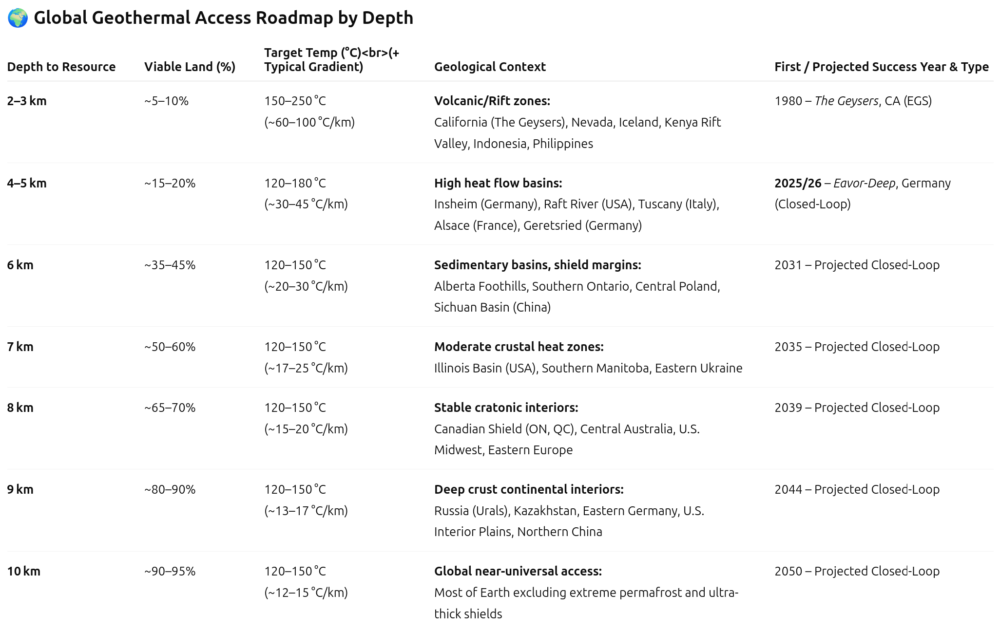 🌍 Global Geothermal Access Roadmap by Depth
Target Temp (°C)<br>(+
Depth to Resource Viable Land (%) Typical Gradient) Geological Context First / Projected Success Year & Type
2–3 km ~5–10% 150–250 °C Volcanic/Rift zones: 1980 – The Geysers, CA (EGS)
(~60–100 °C/km) California (The Geysers), Nevada, Iceland, Kenya Rift
Valley, Indonesia, Philippines
4–5 km ~15–20% 120–180 °C High heat flow basins: 2025/26 – Eavor-Deep, Germany
(~30–45 °C/km) Insheim (Germany), Raft River (USA), Tuscany (Italy), (Closed-Loop)
Alsace (France), Geretsried (Germany)
6 km ~35–45% 120–150 °C Sedimentary basins, shield margins: 2031 – Projected Closed-Loop
(~20–30 °C/km) Alberta Foothills, Southern Ontario, Central Poland,
Sichuan Basin (China)
7 km ~50–60% 120–150 °C Moderate crustal heat zones: 2035 – Projected Closed-Loop
(~17–25 °C/km) Illinois Basin (USA), Southern Manitoba, Eastern Ukraine
8 km ~65–70% 120–150 °C Stable cratonic interiors: 2039 – Projected Closed-Loop
(~15–20 °C/km) Canadian Shield (ON, QC), Central Australia, U.S.
Midwest, Eastern Europe
9 km ~80–90% 120–150 °C Deep crust continental interiors: 2044 – Projected Closed-Loop
(~13–17 °C/km) Russia (Urals), Kazakhstan, Eastern Germany, U.S.
Interior Plains, Northern China
10 km ~90–95% 120–150 °C Global near-universal access: 2050 – Projected Closed-Loop
(~12–15 °C/km) Most of Earth excluding extreme permafrost and ultra-
thick shields